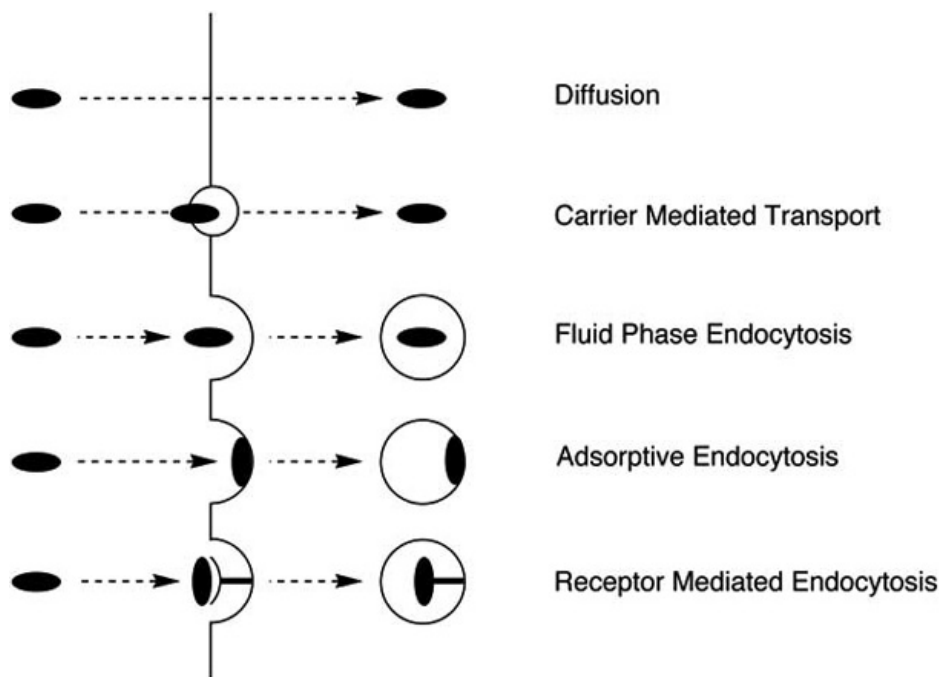 Diffusion
Carrier Mediated Transport
Fluid Phase Endocytosis
Adsorptive Endocytosis
Receptor Mediated Endocytosis